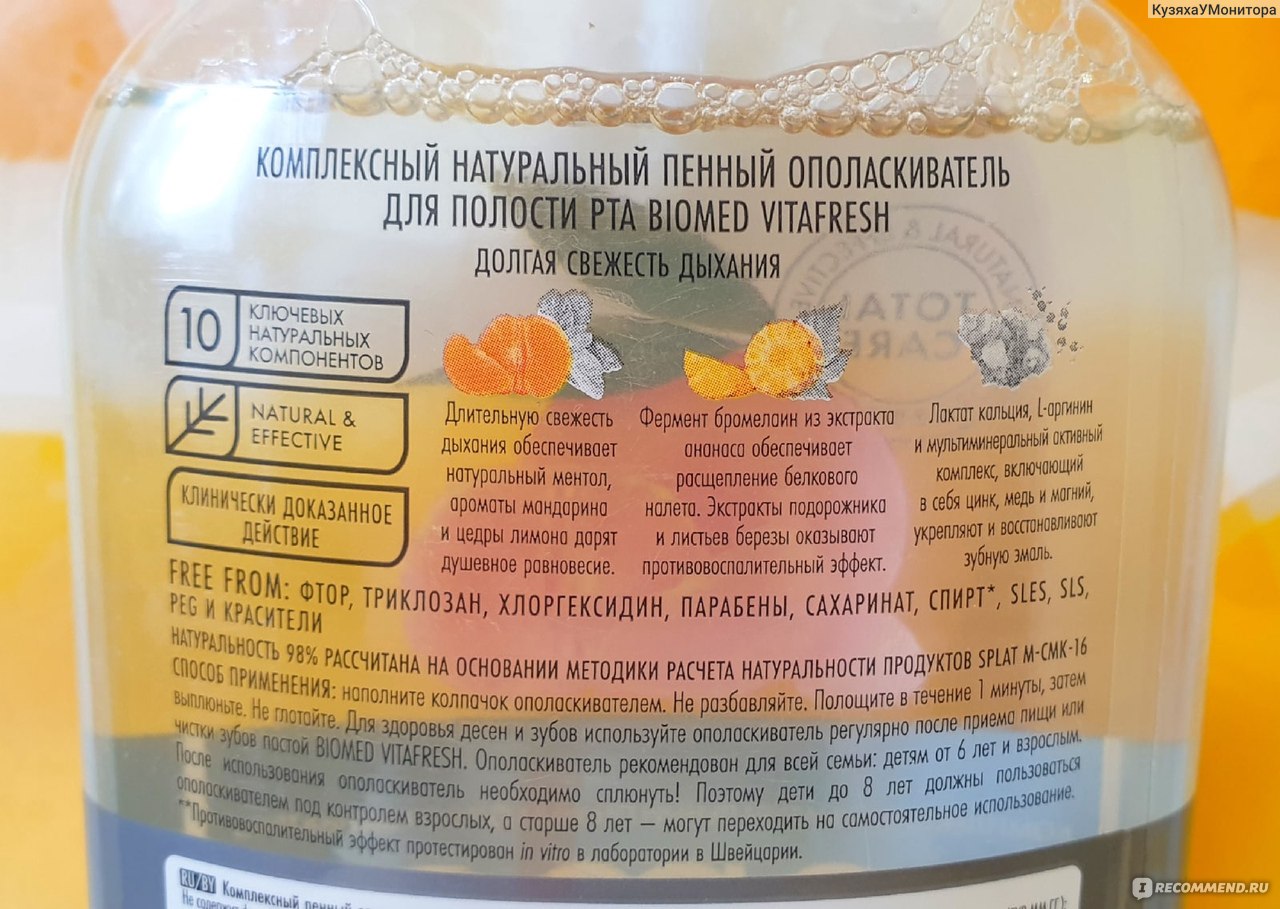 КузяхаУМонитора
КОМПЛЕКСНЫЙ НАТУРАЛЬНЫЙ ПЕННЫЙ ОПОЛАСКИВАТЕЛЬ
ДЛЯ ПОЛОСТИ РТА BIOMED VITAFRESH
ДОЛГАЯ СВЕЖЕСТЬ ДЫХАНИЯ
10
КЛЮЧЕВЫХ
НАТУРАЛЬНЫХ
КОМПОНЕНТОВ
NATURAL &
EFFECTIVE
КЛИНИЧЕСКИ ДОКАЗАННОЕ
ДЕЙСТВИЕ
TOTAL
CARE
Длительную свежесть
дыхания обеспечивает
натуральный ментол,
ароматы мандарина
и цедры лимона дарят
душевное равновесие.
Фермент бромелаин из экстракта
ананаса обеспечивает
расщепление белкового
налета. Экстракты подорожника
и листьев березы оказывают
противовоспалительный эффект.
Лактат кальция, L-аргинин
и мультиминеральный активный
комплекс, включающий
в себя цинк, медь и магний,
укрепляют и восстанавливают
зубную эмаль.
FREE FROM: ФТОР, ТРИКЛОЗАН, ХЛОРГЕКСИДИН, ПАРАБЕНЫ, САХАРИНАТ, СПИРТ*, SLES, SLS,
PEG И КРАСИТЕЛИ
НАТУРАЛЬНОСТЬ 98% РАССЧИТАНА НА ОСНОВАНИИ МЕТОДИКИ РАСЧЕТА НАТУРАЛЬНОСТИ ПРОДУКТОВ SPLAT М-СМК-16
СПОСОБ ПРИМЕНЕНИЯ: наполните колпачок ополаскивателем. Не разбавляйте. Полощите в течение 1 минуты, затем
выплюньте. Не глотайте. Для здоровья десен и зубов используйте ополаскиватель регулярно после приема пищи или
чистки зубов пастой BIOMED VITAFRESH. Ополаскиватель рекомендован для всей семьи: детям от 6 лет и взрослым.
После использования ополаскиватель необходимо сплюнуть! Поэтому дети до 8 лет должны пользоваться
ополаскивателем под контролем взрослых, а старше 8 лет — могут переходить на самостоятельное использование.
**Противовоспалительный эффект протестирован in vitro в лаборатории в Швейцарии.
RU/BY Комплексный пенный
Не
I RECOMMEND.RU